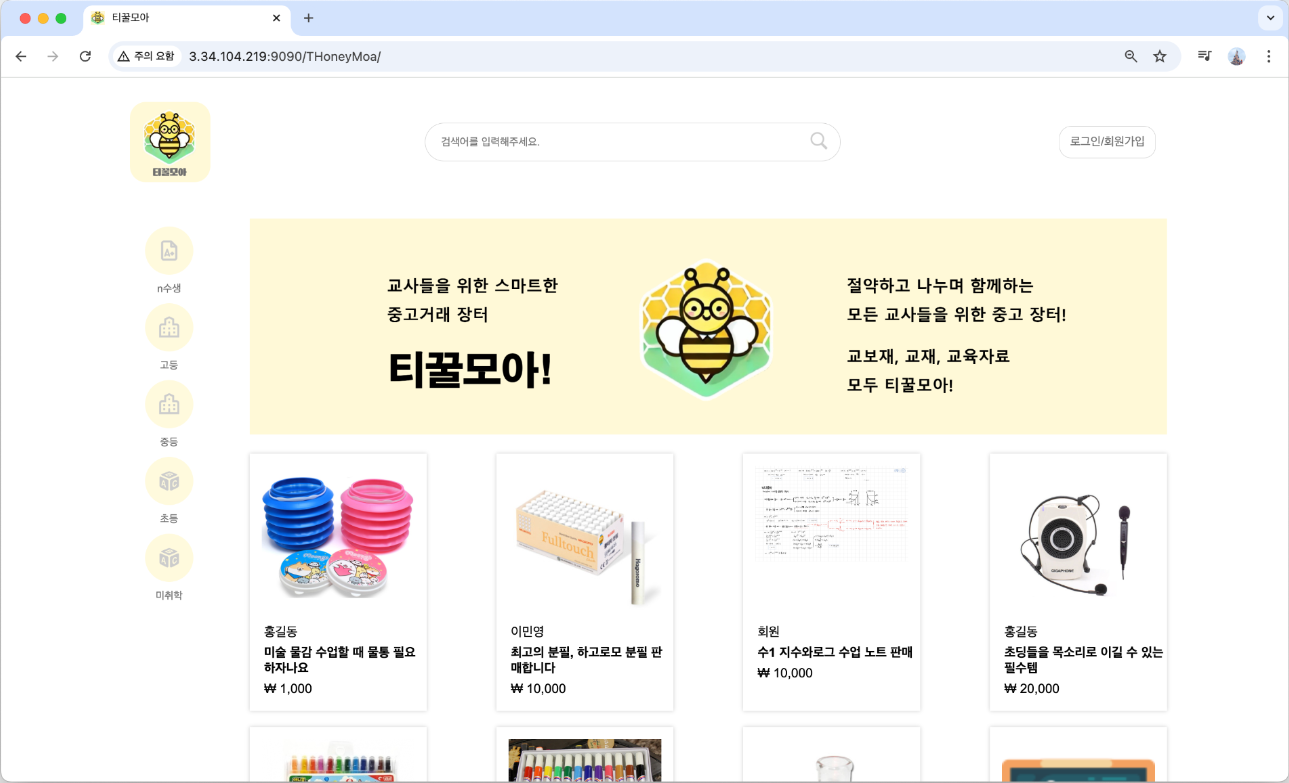 티꿀모아
주의 요함
3.34.104.219:9090/THoneyMoa/
티꿀모아
검색어를 입력해주세요.
로그인/회원가입
n수생
고등
중등
초등
미취학
교사들을 위한 스마트한
중고거래 장터
티꿀모아!
절약하고 나누며 함께하는
모든 교사들을 위한 중고 장터!
교보재, 교재, 교육자료
모두 티꿀모아!
홍길동
미술 물감 수업할 때 물통 필요
하자나요
₩ 1,000
Fulltouch
Hagoromo
이민영
최고의 분필, 하고로모 분필 판
매합니다
₩ 10,000
회원
수1 지수와로그 수업 노트 판매
₩ 10,000
GIGAPHONE
홍길동
초딩들을 목소리로 이길 수 있는
필수템
₩ 20,000